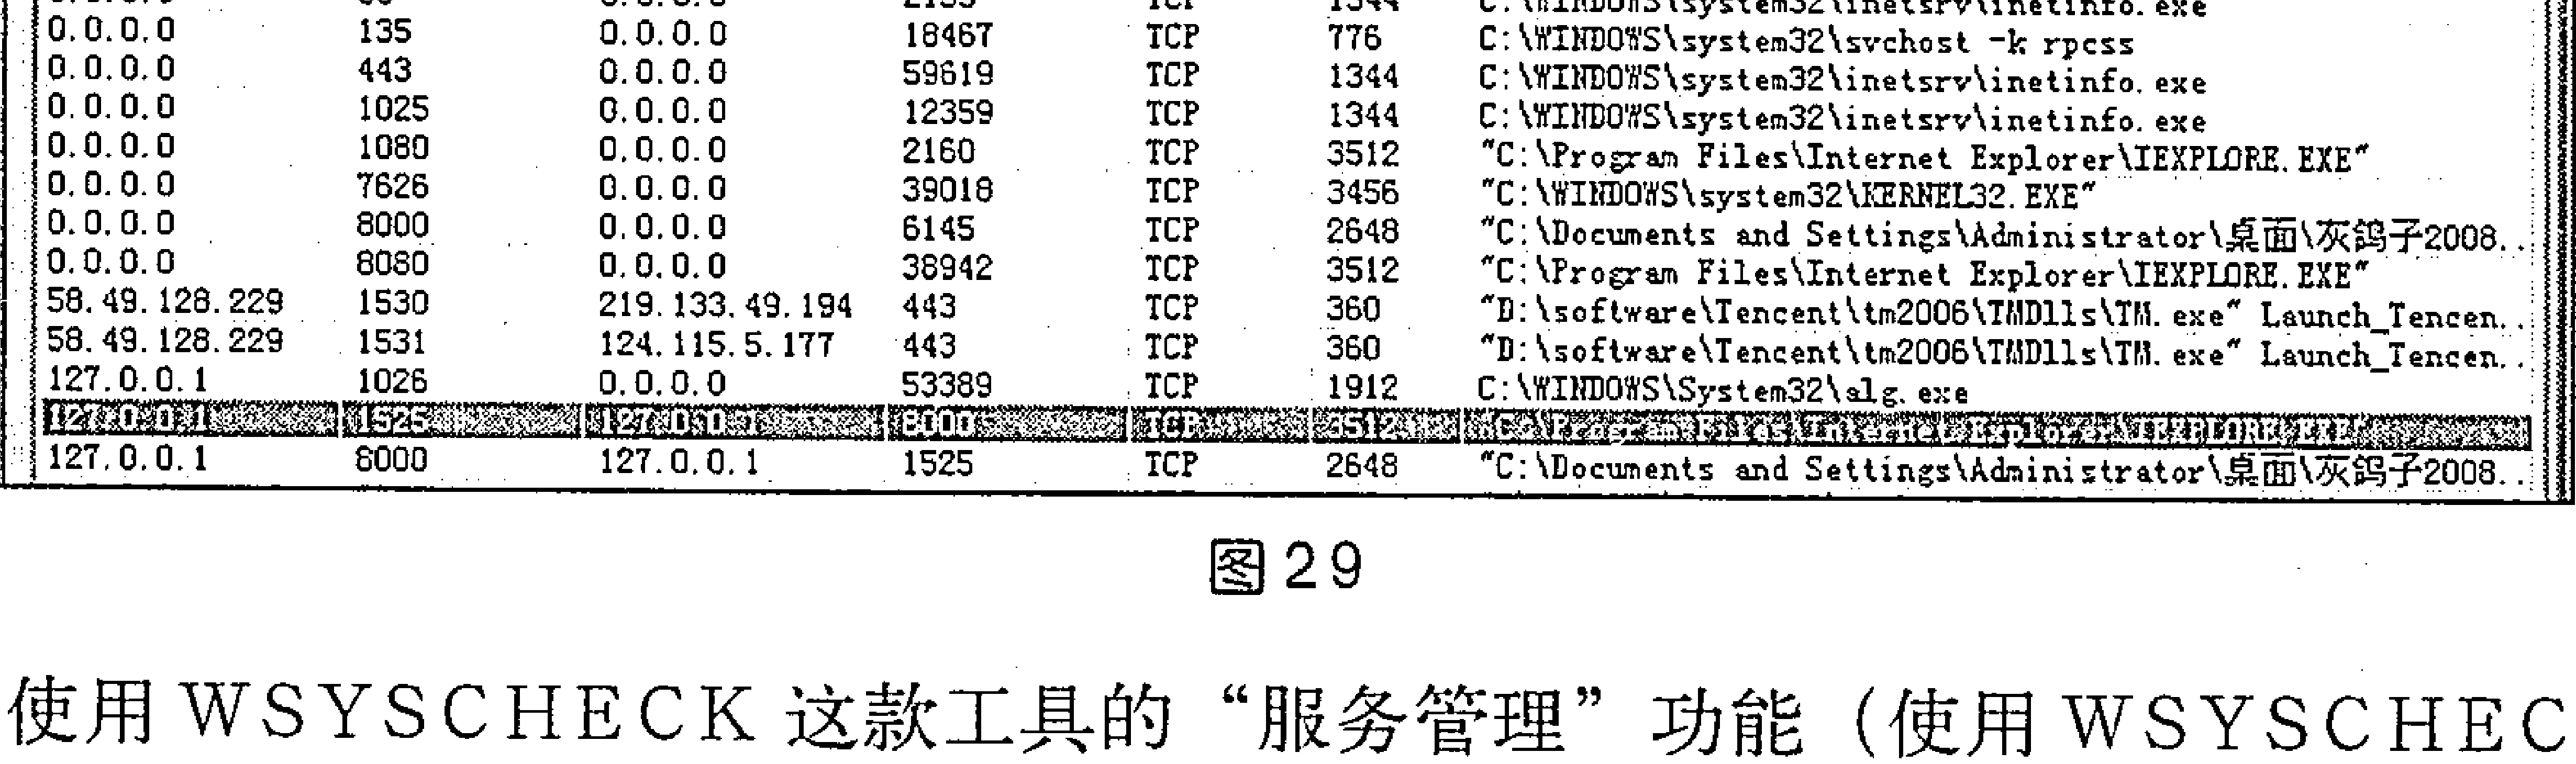 0.0.0.0 135 0.0.0.0 18467 TCP 776 C:\WINDOWS\system32\svchost -k rpcss
0.0.0.0 443 0.0.0.0 59619 TCP 1344 C:\WINDOWS\system32\inetsrv\inetinfo.exe
0.0.0.0 1025 0.0.0.0 12359 TCP 1344 C:\WINDOWS\system32\inetsrv\inetinfo.exe
0.0.0.0 1080 0.0.0.0 2160 TCP 3512 "C:\Program Files\Internet Explorer\IEXPLORE.EXE"
0.0.0.0 7626 0.0.0.0 39018 TCP 3456 "C:\WINDOWS\system32\KERNEL32.EXE"
0.0.0.0 8000 0.0.0.0 6145 TCP 2648 "C:\Documents and Settings\Administrator\桌面\灰鸽子2008..
0.0.0.0 8080 0.0.0.0 38942 TCP 3512 "C:\Program Files\Internet Explorer\IEXPLORE.EXE"
58.49.128.229 1530 219.133.49.194 443 TCP 360 "D:\software\Tencent\tm2006\TMDlls\TM.exe" Launch_Tencen..
58.49.128.229 1531 124.115.5.177 443 TCP 360 "D:\software\Tencent\tm2006\TMDlls\TM.exe" Launch_Tencen..
127.0.0.1 1026 0.0.0.0 53389 TCP 1912 C:\WINDOWS\System32\alg.exe
127.0.0.1 1525 127.0.0.1 8000 TCP 3512 "C:\Program Files\Internet Explorer\IEXPLORE.EXE"
127.0.0.1 8000 127.0.0.1 1525 TCP 2648 "C:\Documents and Settings\Administrator\桌面\灰鸽子2008..
图29
使用WSYSCHECK这款工具的“服务管理”功能（使用WSYSCHEC